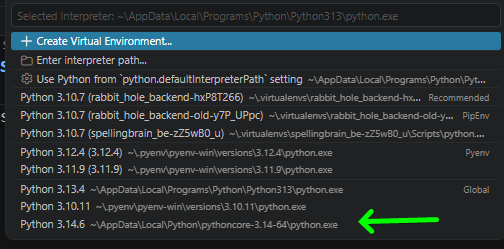 Selected Interpreter: ~\AppData\Local\Programs\Python\Python313\python.exe
+ Create Virtual Environment...
Enter interpreter path...
Use Python from `python.defaultInterpreterPath` setting ~\AppData\Local\Programs\Python\Pyt...
Python 3.10.7 (rabbit_hole_backend-hxP8T266) ~\.virtualenvs\rabbit_hole_backend-hx... Recommended
Python 3.10.7 (rabbit_hole_backend-old-y7P_UPpc) ~\.virtualenvs\rabbit_hole_backend-old... PipEnv
Python 3.10.7 (spellingbrain_be-zZ5wB0_u) ~\.virtualenvs\spellingbrain_be-zZ5wB0_u\Scripts\python....
Python 3.12.4 (3.12.4) ~\.pyenv\pyenv-win\versions\3.12.4\python.exe Pyenv
Python 3.11.9 (3.11.9) ~\.pyenv\pyenv-win\versions\3.11.9\python.exe
Python 3.13.4 ~\AppData\Local\Programs\Python\Python313\python.exe Global
Python 3.10.11 ~\.pyenv\pyenv-win\versions\3.10.11\python.exe
Python 3.14.6 ~\AppData\Local\Python\pythoncore-3.14-64\python.exe